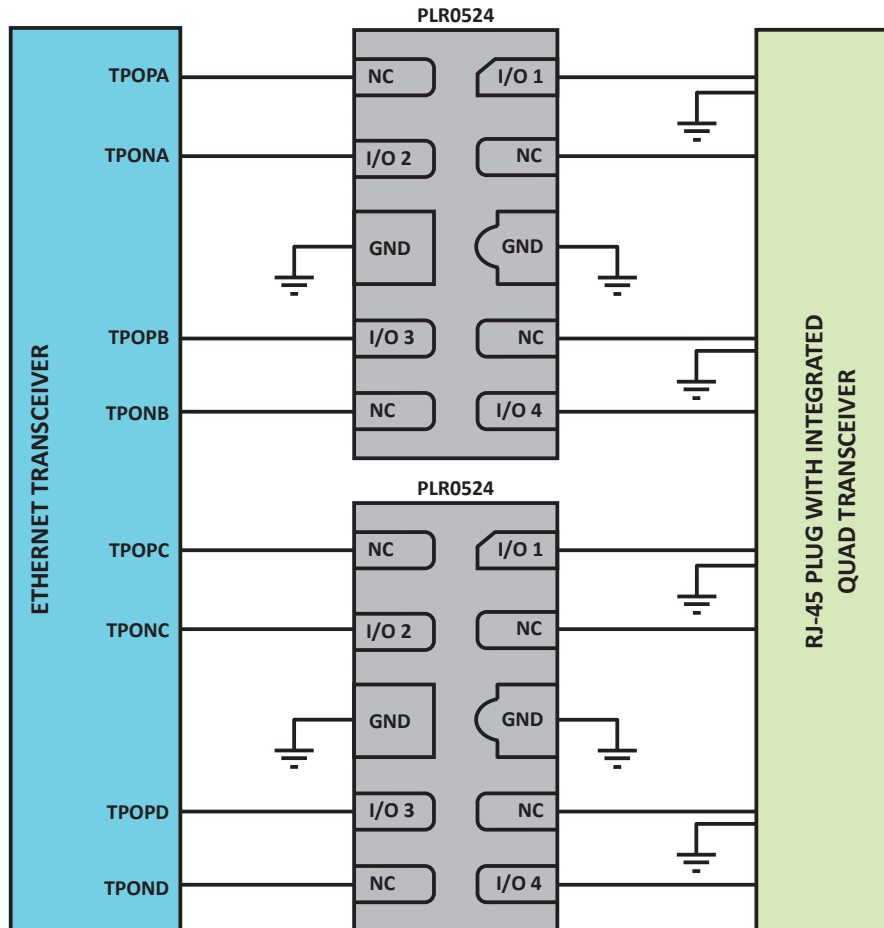 PLR0524
TPOPA
NC
I/O 1
TPONA
I/O 2
NC
GND
GND
TPOPB
I/O 3
NC
TPONB
NC
I/O 4
PLR0524
TPOPC
NC
I/O 1
TPONC
I/O 2
NC
GND
GND
TPOPD
I/O 3
NC
TPOND
NC
I/O 4
ETHERNET TRANSCEIVER
RJ-45 PLUG WITH INTEGRATED
QUAD TRANSCEIVER